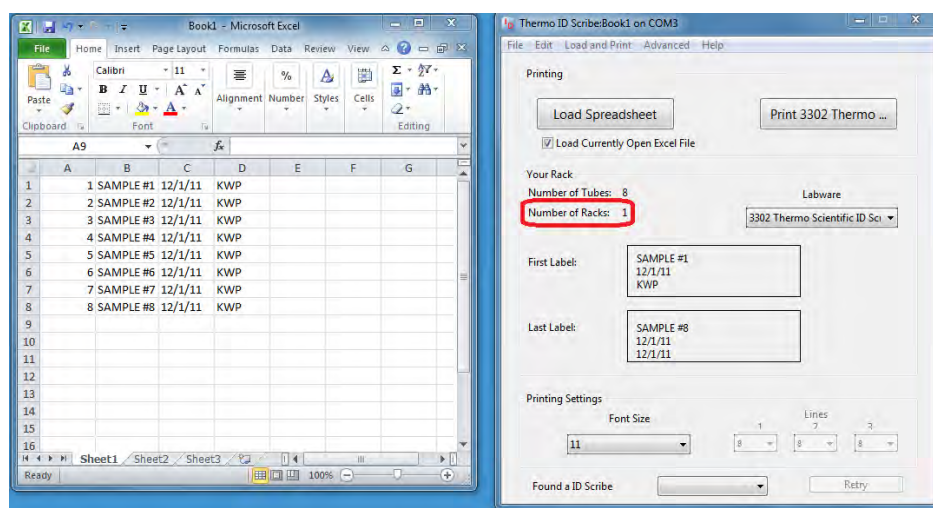 Book1 - Microsoft Excel
File Home Insert Page Layout Formulas Data Review View
Paste
Calibri 11
B I U A A
A
Alignment Number Styles Cells
%
Σ
Clipboard Font Editing
A9 fx
A B C D E F G
1 1 SAMPLE #1 12/1/11 KWP
2 2 SAMPLE #2 12/1/11 KWP
3 3 SAMPLE #3 12/1/11 KWP
4 4 SAMPLE #4 12/1/11 KWP
5 5 SAMPLE #5 12/1/11 KWP
6 6 SAMPLE #6 12/1/11 KWP
7 7 SAMPLE #7 12/1/11 KWP
8 8 SAMPLE #8 12/1/11 KWP
9
10
11
12
13
14
15
16
Sheet1 Sheet2 Sheet3
Ready 100%
Thermo ID Scribe:Book1 on COM3
File Edit Load and Print Advanced Help
Printing
Load Spreadsheet
Print 3302 Thermo ...
Load Currently Open Excel File
Your Rack
Number of Tubes: 8
Number of Racks: 1
Labware
3302 Thermo Scientific ID Scr
First Label:
SAMPLE #1
12/1/11
KWP
Last Label:
SAMPLE #8
12/1/11
12/1/11
Printing Settings
Font Size
11
Lines
1 2 3
8 8 8
Found a ID Scribe
Retry